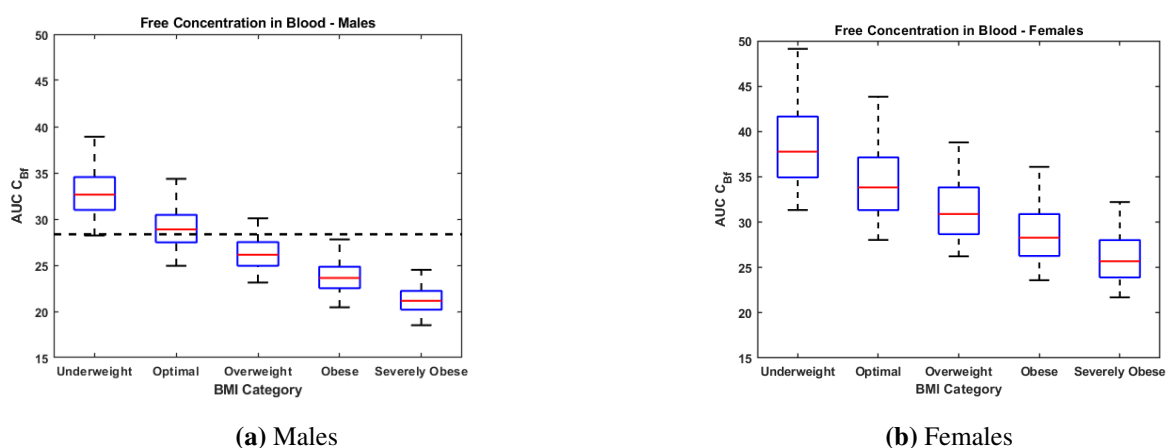 Free Concentration in Blood - Males
50
45
40
35
30
25
20
15
AUC C_Bf
Underweight Optimal Overweight Obese Severely Obese
BMI Category
(a) Males
Free Concentration in Blood - Females
50
45
40
35
30
25
20
15
AUC C_Bf
Underweight Optimal Overweight Obese Severely Obese
BMI Category
(b) Females